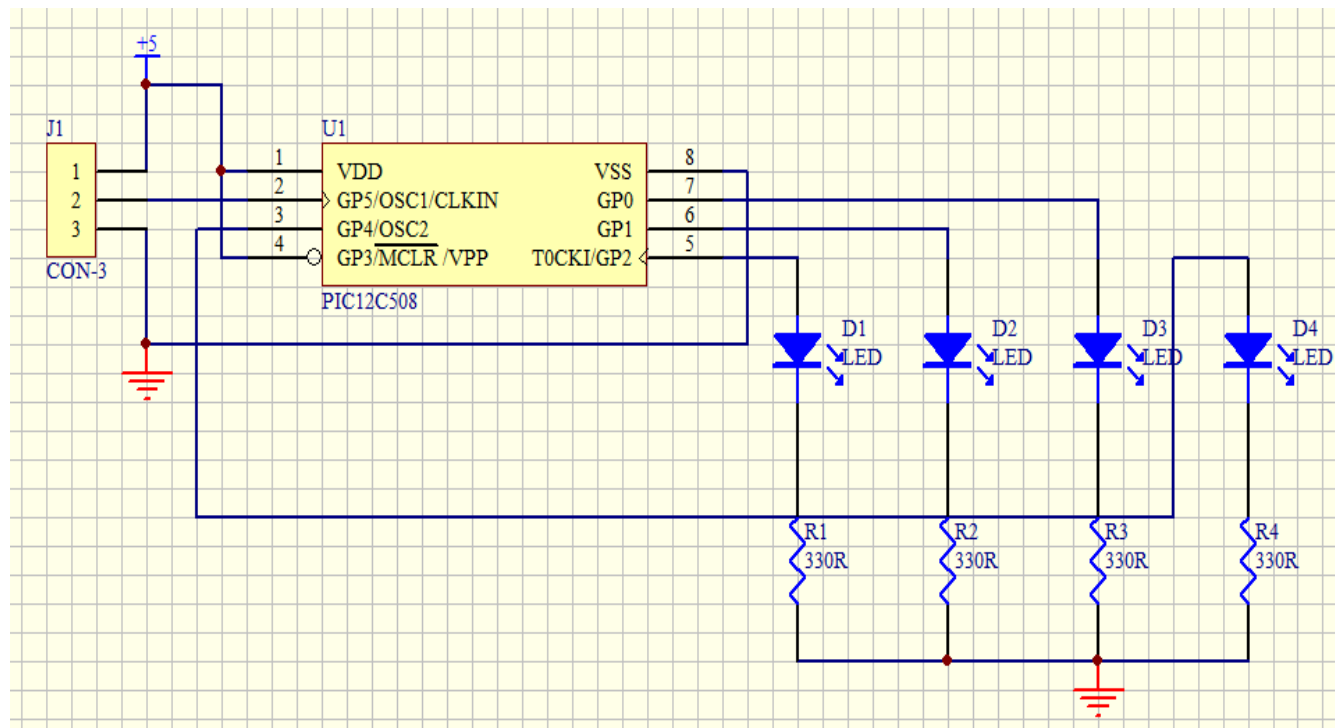 +5
J1
1
2
3
CON-3
U1
1
2
3
4
VDD
GP5/OSC1/CLKIN
GP4/OSC2
GP3/MCLR /VPP
VSS
GP0
GP1
T0CKI/GP2
8
7
6
5
PIC12C508
D1
LED
D2
LED
D3
LED
D4
LED
R1
330R
R2
330R
R3
330R
R4
330R